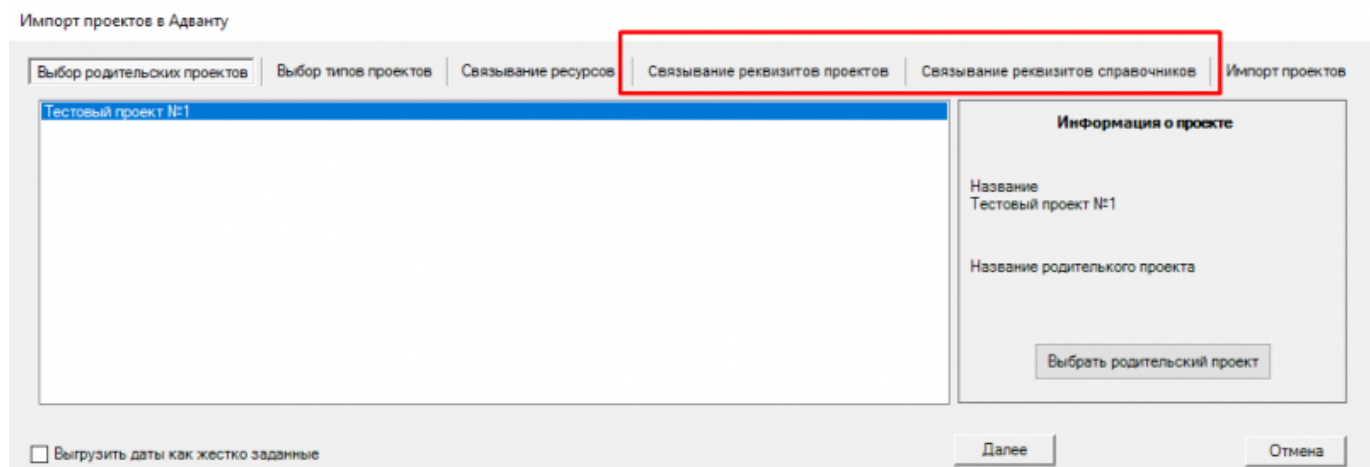 Импорт проектов в Адванту
Выбор родительских проектов Выбор типов проектов Связывание ресурсов Связывание реквизитов проектов Связывание реквизитов справочников Импорт проектов
Тестовый проект №1
Информация о проекте
Название
Тестовый проект №1
Название родителького проекта
Выбрать родительский проект
Выгрузить даты как жестко заданные
Далее
Отмена